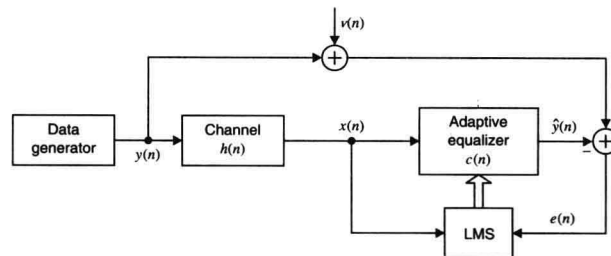 v(n)
+
Data
generator
y(n)
Channel
h(n)
x(n)
Adaptive
equalizer
c(n)
ŷ(n)
−
+
LMS
e(n)